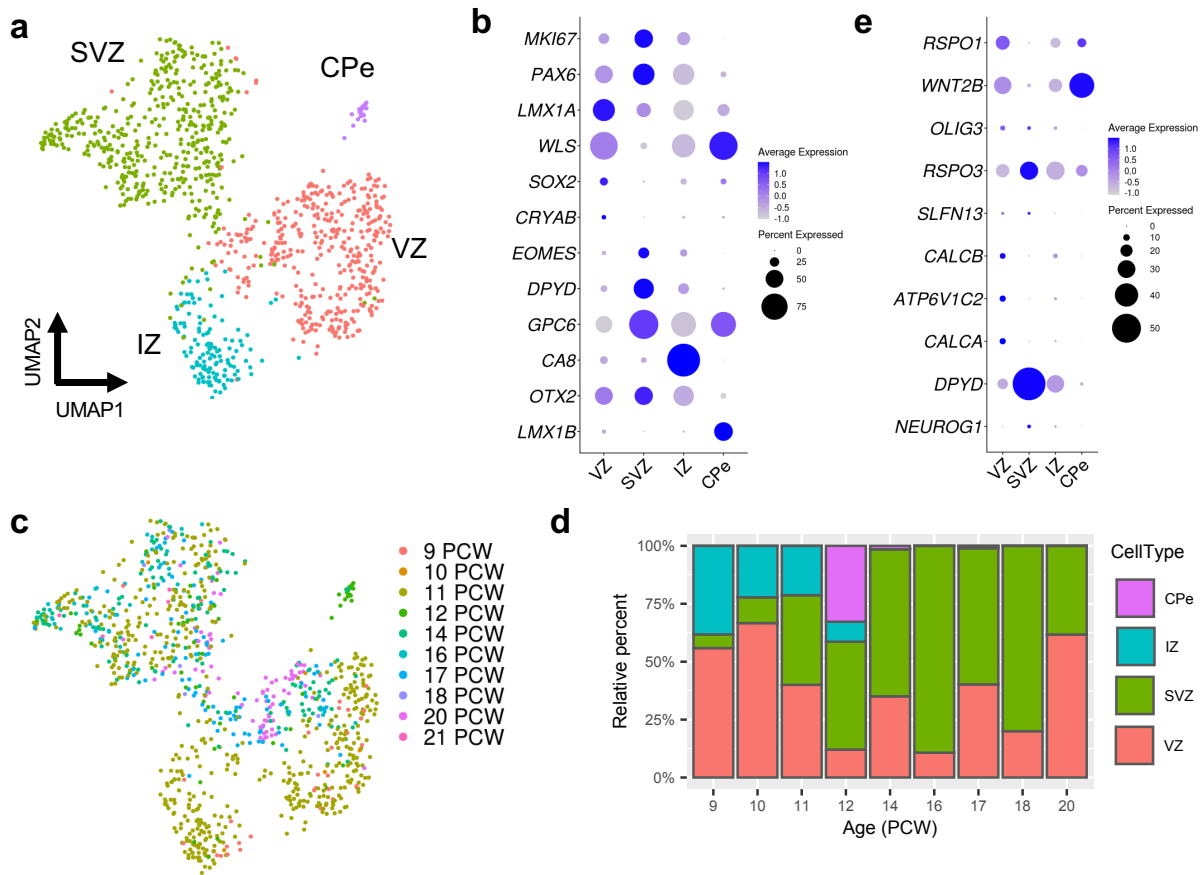 a
SVZ
CPe
VZ
IZ
UMAP2
UMAP1
b
MKI67
PAX6
LMX1A
WLS
SOX2
CRYAB
EOMES
DPYD
GPC6
CA8
OTX2
LMX1B
VZ
SVZ
IZ
CPe
Average Expression
1.0
0.5
0.0
-0.5
-1.0
Percent Expressed
0
25
50
75
e
RSPO1
WNT2B
OLIG3
RSPO3
SLFN13
CALCB
ATP6V1C2
CALCA
DPYD
NEUROG1
VZ
SVZ
IZ
CPe
Average Expression
1.0
0.5
0.0
-0.5
-1.0
Percent Expressed
0
10
20
30
40
50
c
9 PCW
10 PCW
11 PCW
12 PCW
14 PCW
16 PCW
17 PCW
18 PCW
20 PCW
21 PCW
d
100%
75%
50%
25%
0%
Relative percent
9 10 11 12 14 16 17 18 20
Age (PCW)
CellType
CPe
IZ
SVZ
VZ